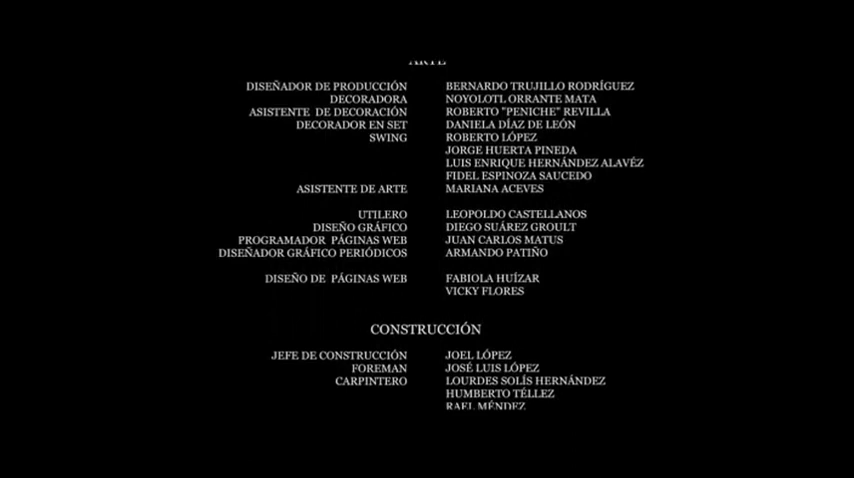 ARTE
DISEÑADOR DE PRODUCCIÓN BERNARDO TRUJILLO RODRÍGUEZ
DECORADORA NOYOLOTL ORRANTE MATA
ASISTENTE DE DECORACIÓN ROBERTO "PENICHE" REVILLA
DECORADOR EN SET DANIELA DÍAZ DE LEÓN
SWING ROBERTO LÓPEZ
JORGE HUERTA PINEDA
LUIS ENRIQUE HERNÁNDEZ ALAVÉZ
FIDEL ESPINOZA SAUCEDO
ASISTENTE DE ARTE MARIANA ACEVES
UTILERO LEOPOLDO CASTELLANOS
DISEÑO GRÁFICO DIEGO SUÁREZ GROULT
PROGRAMADOR PÁGINAS WEB JUAN CARLOS MATUS
DISEÑADOR GRÁFICO PERIÓDICOS ARMANDO PATIÑO
DISEÑO DE PÁGINAS WEB FABIOLA HUÍZAR
VICKY FLORES
CONSTRUCCIÓN
JEFE DE CONSTRUCCIÓN JOEL LÓPEZ
FOREMAN JOSÉ LUIS LÓPEZ
CARPINTERO LOURDES SOLÍS HERNÁNDEZ
HUMBERTO TÉLLEZ
RAEL MÉNDEZ